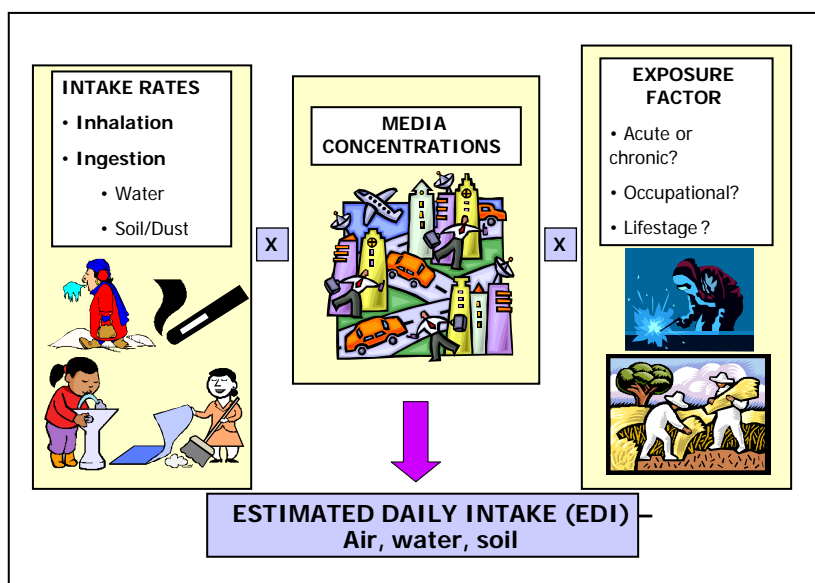 INTAKE RATES
• Inhalation
• Ingestion
• Water
• Soil/Dust
X
MEDIA
CONCENTRATIONS
X
EXPOSURE
FACTOR
• Acute or
chronic?
• Occupational?
• Lifestage?
ESTIMATED DAILY INTAKE (EDI)
Air, water, soil